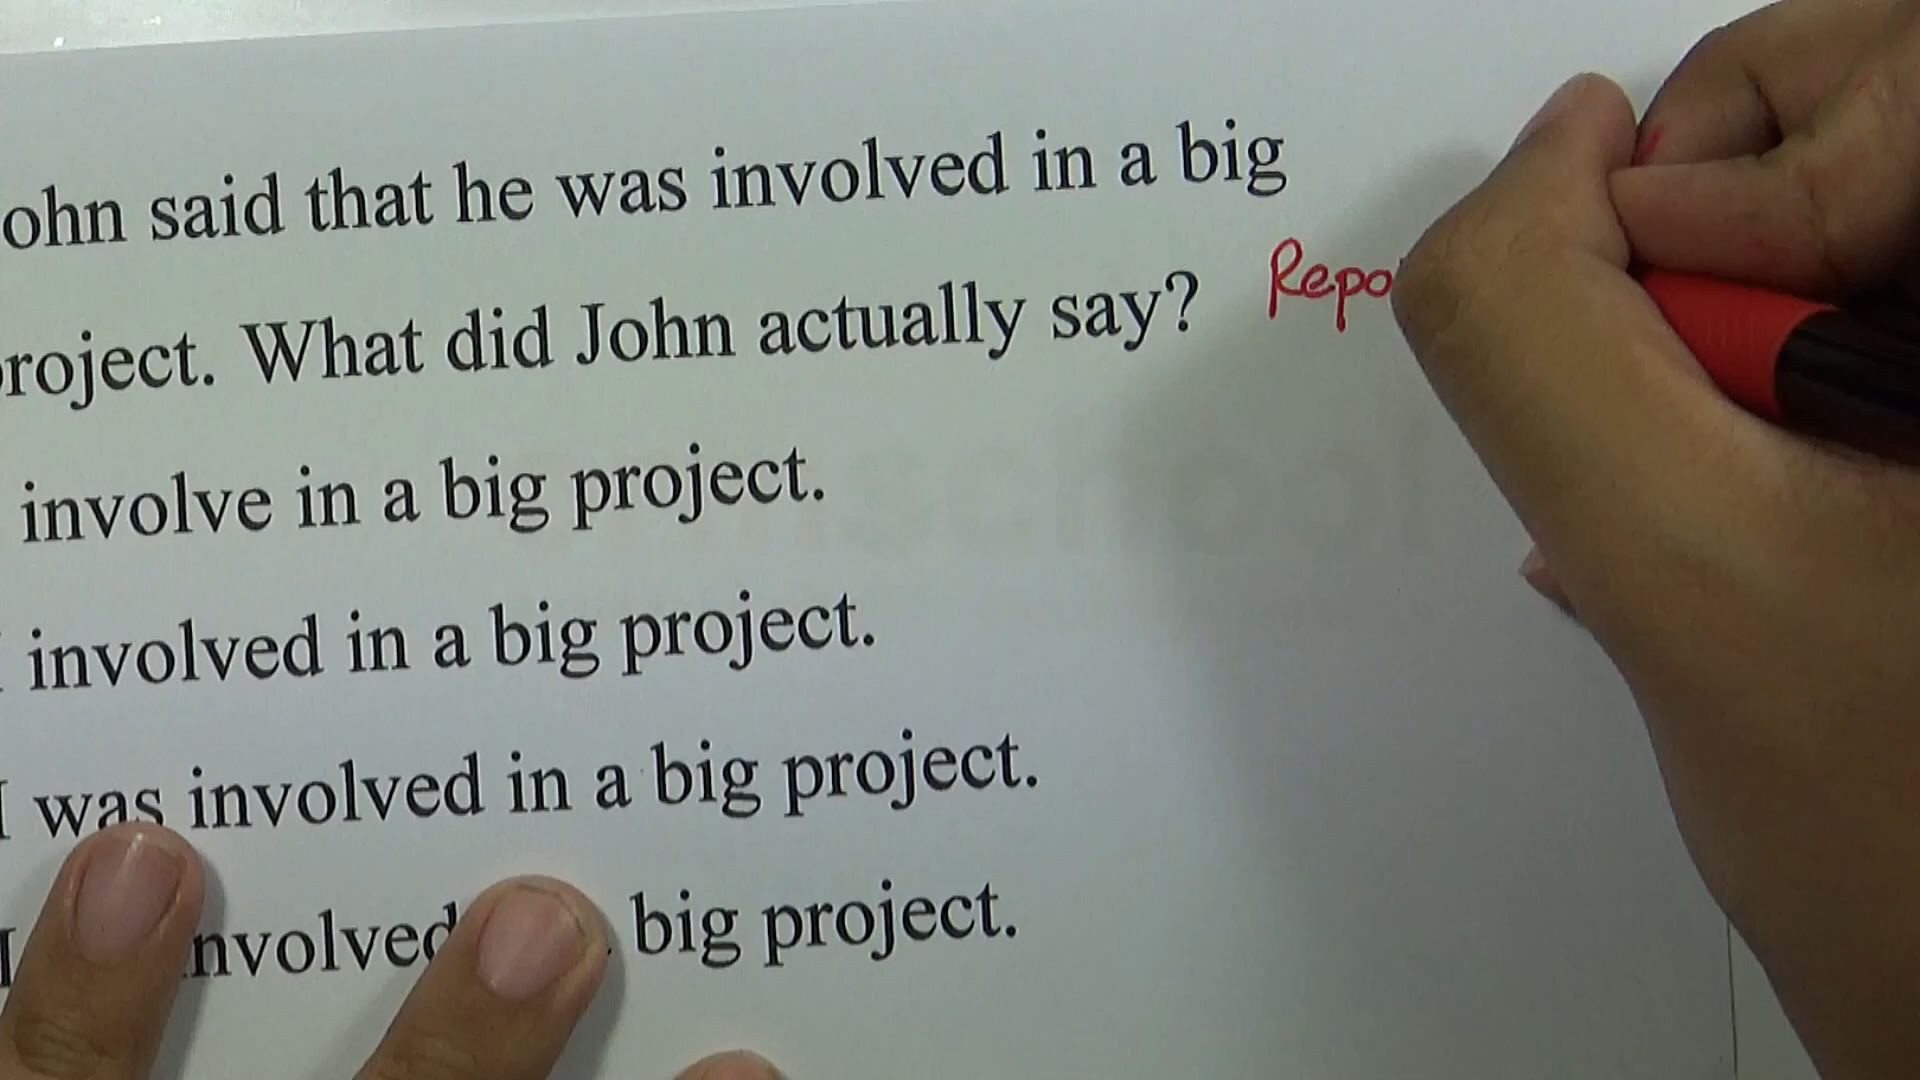 ohn said that he was involved in a big
roject. What did John actually say? Repo
involve in a big project.
involved in a big project.
I was involved in a big project.
I nvolved big project.